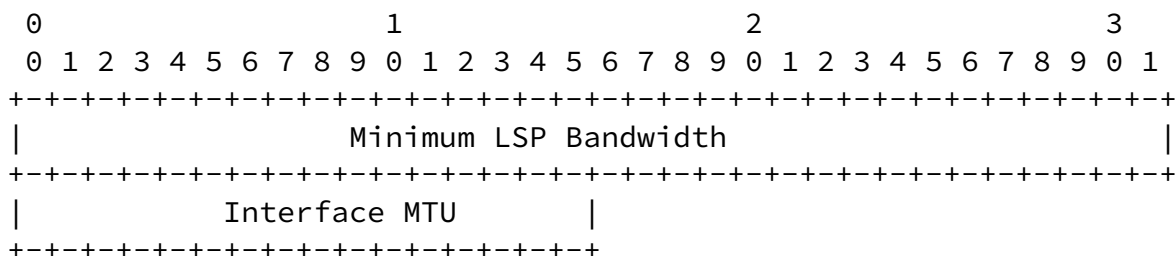 0                   1                   2                   3
 0 1 2 3 4 5 6 7 8 9 0 1 2 3 4 5 6 7 8 9 0 1 2 3 4 5 6 7 8 9 0 1
+-+-+-+-+-+-+-+-+-+-+-+-+-+-+-+-+-+-+-+-+-+-+-+-+-+-+-+-+-+-+-+-+
|                  Minimum LSP Bandwidth                        |
+-+-+-+-+-+-+-+-+-+-+-+-+-+-+-+-+-+-+-+-+-+-+-+-+-+-+-+-+-+-+-+-+
|           Interface MTU       |
+-+-+-+-+-+-+-+-+-+-+-+-+-+-+-+-+